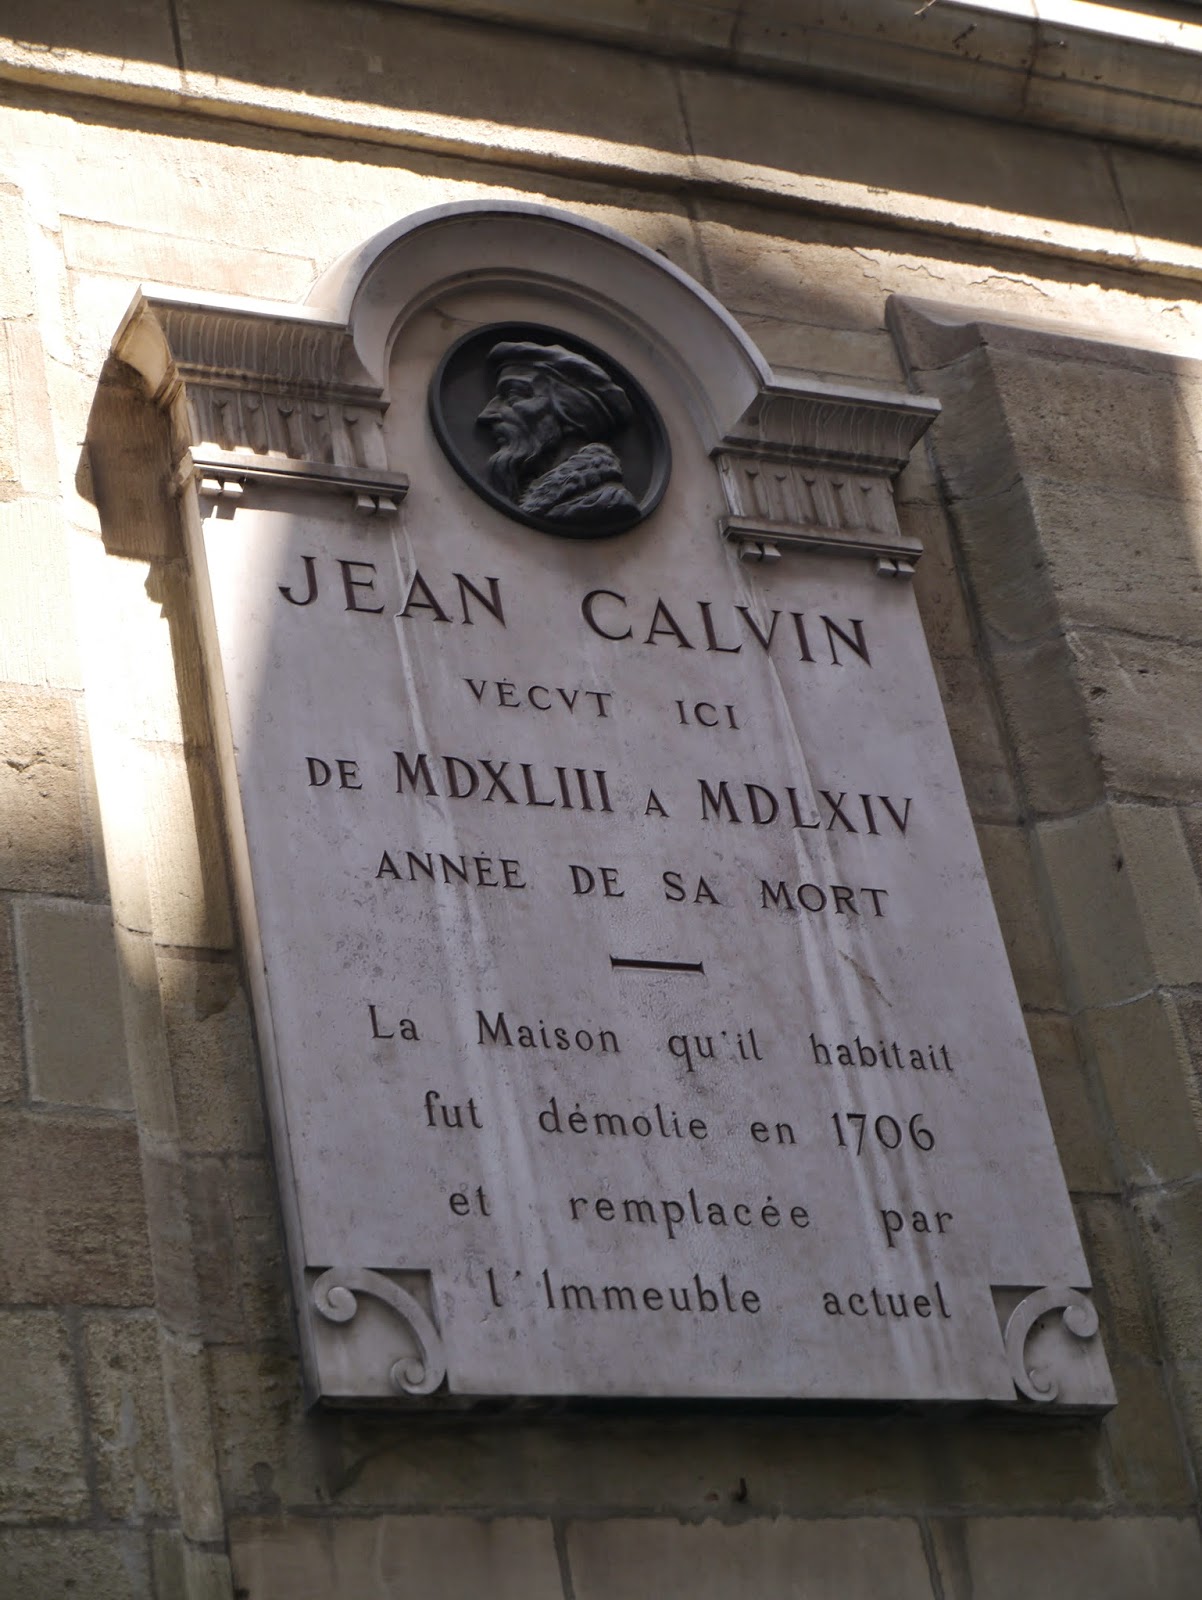 JEAN CALVIN
VÉCVT ICI
DE MDXLIII A MDLXIV
ANNÉE DE SA MORT
La Maison qu'il habitait
fut démolie en 1706
et remplacée par
l'Immeuble actuel